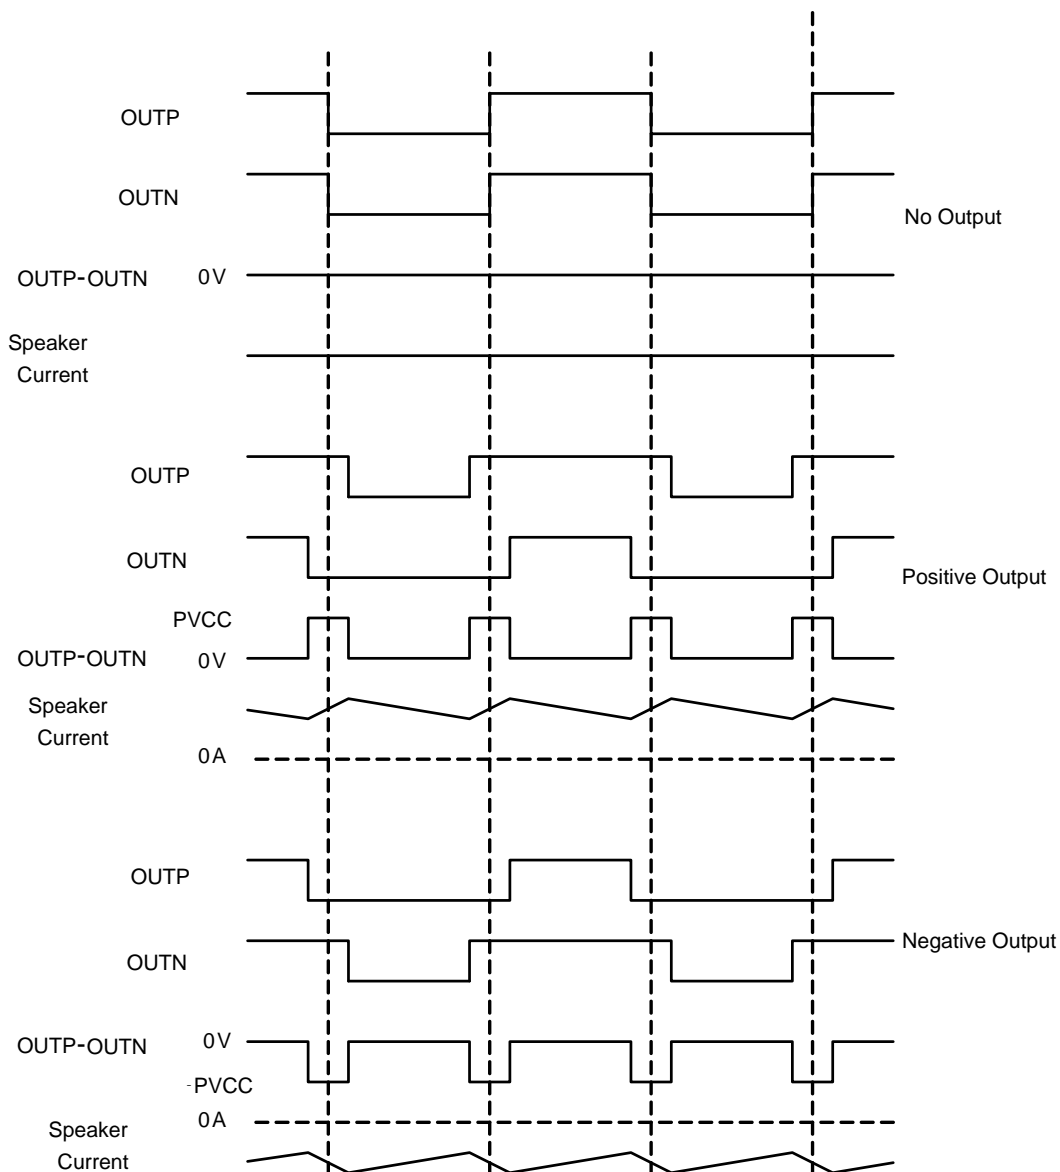 OUTP
OUTN
No Output
OUTP-OUTN 0V
Speaker
Current
OUTP
OUTN
Positive Output
PVCC
OUTP-OUTN 0V
Speaker
Current
0A
OUTP
OUTN
Negative Output
OUTP-OUTN 0V
-PVCC
0A
Speaker
Current